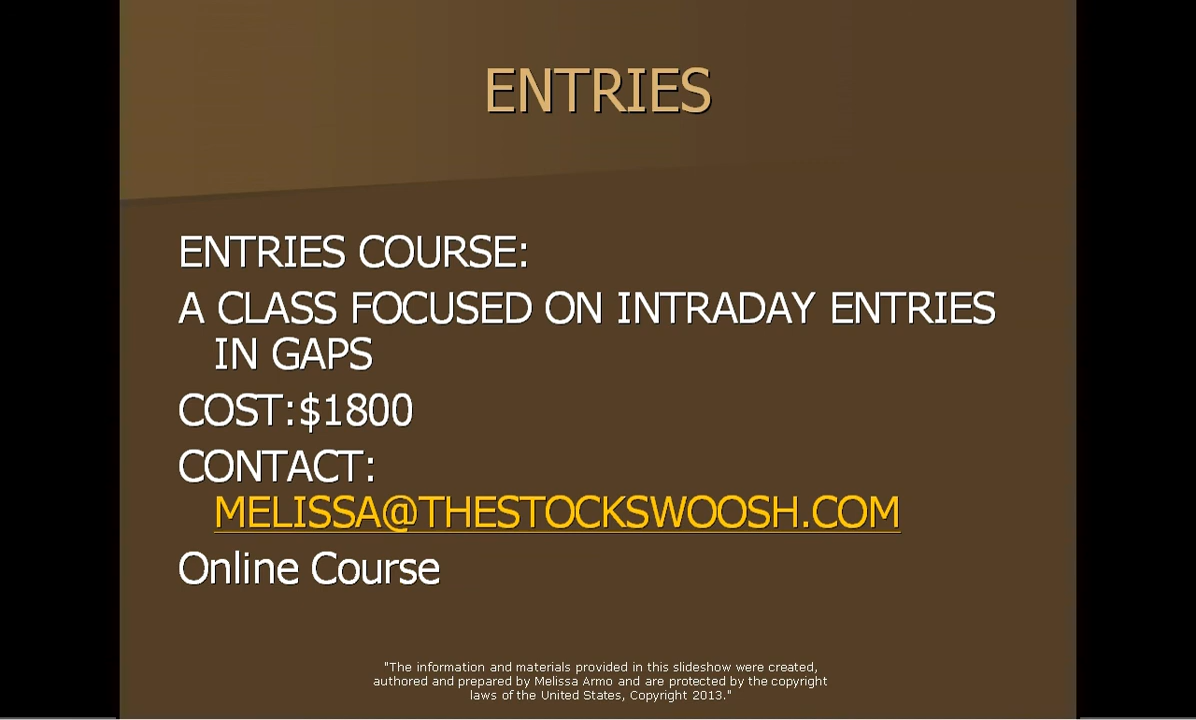 ENTRIES
ENTRIES COURSE:
A CLASS FOCUSED ON INTRADAY ENTRIES
IN GAPS
COST:$1800
CONTACT:
MELISSA@THESTOCKSWOOSH.COM
Online Course
"The information and materials provided in this slideshow were created,
authored and prepared by Melissa Armo and are protected by the copyright
laws of the United States, Copyright 2013."